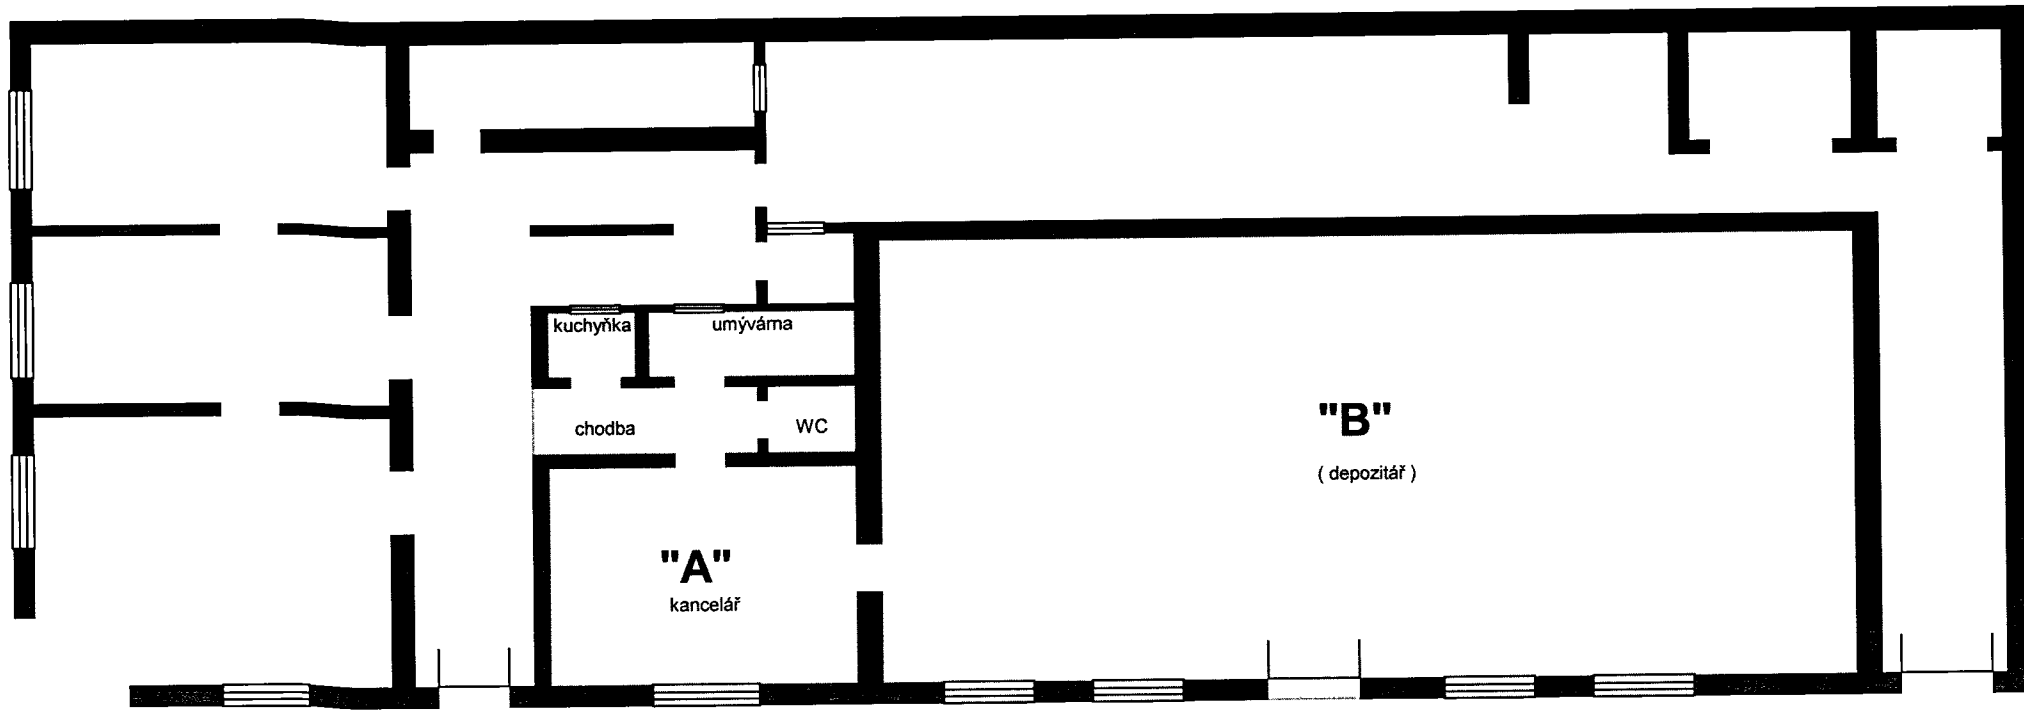 kuchyňka
umývárna
chodba
WC
"B"
( depozitář )
"A"
kancelář